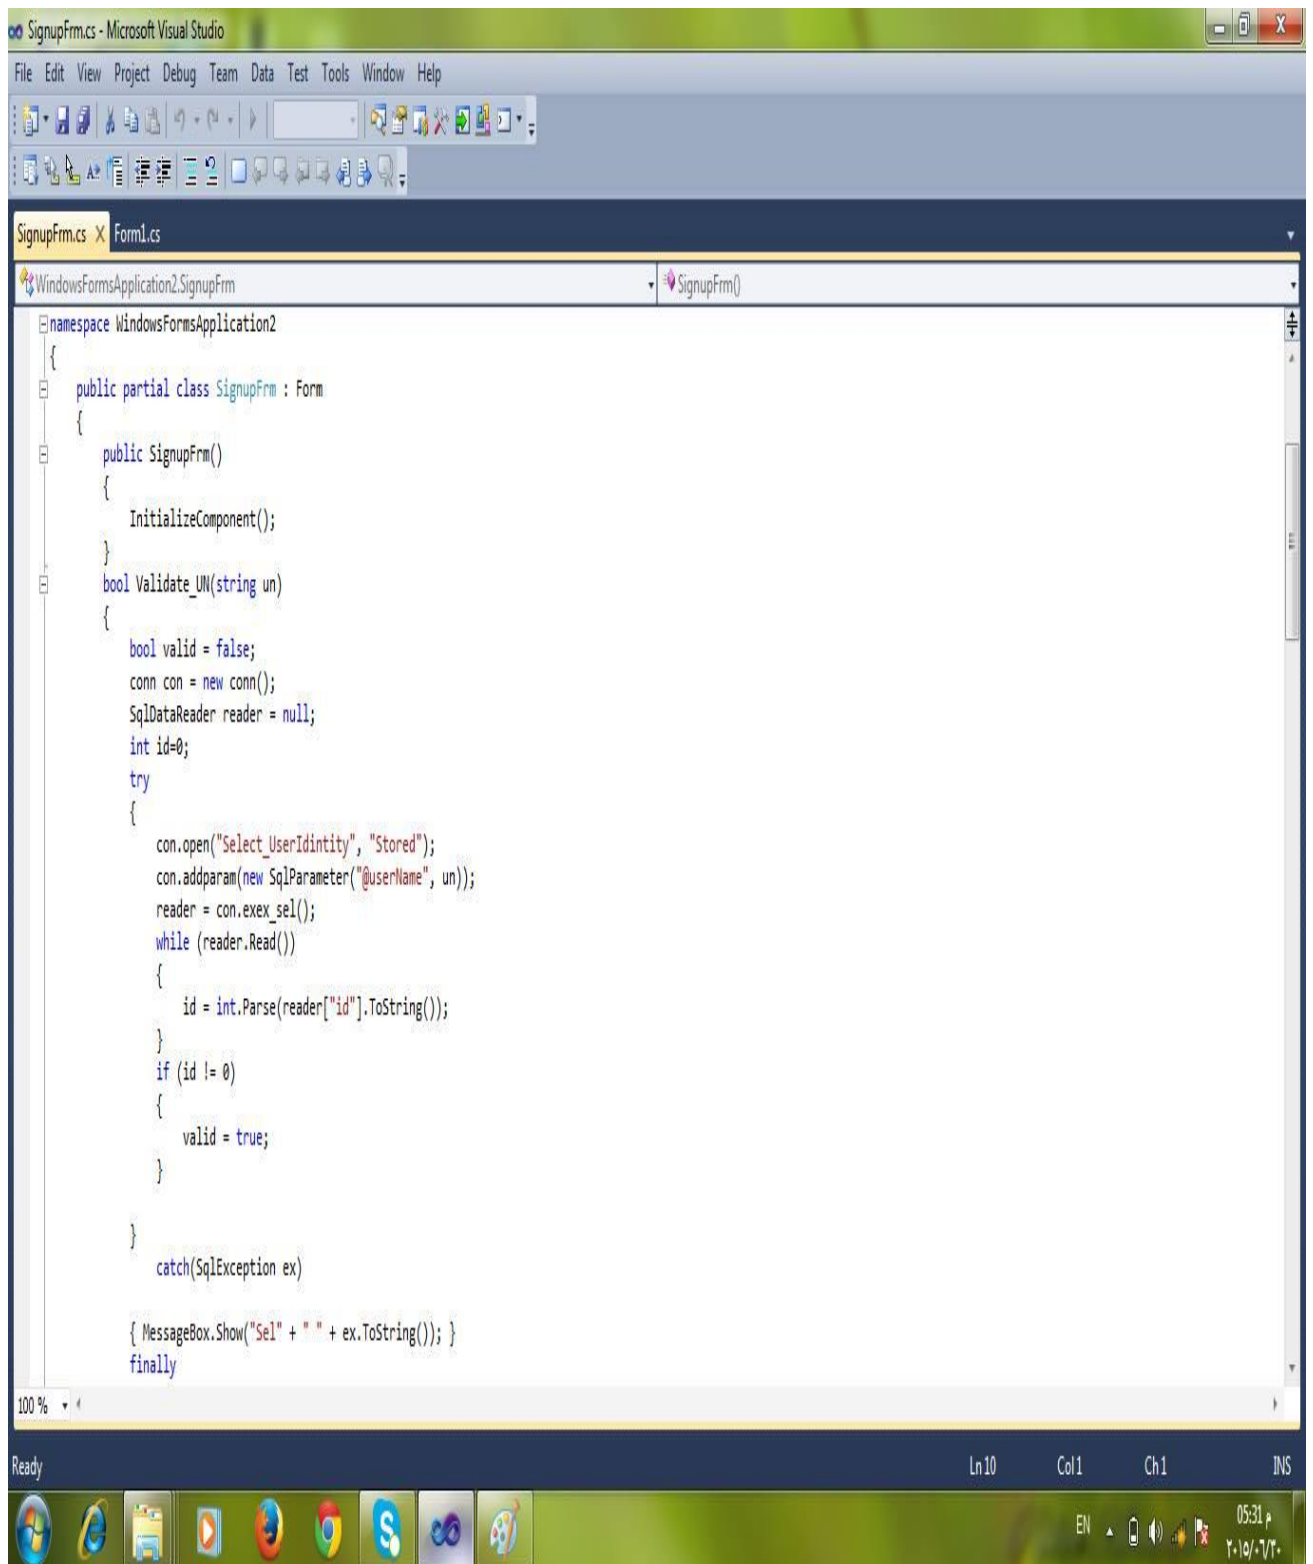 SignupFrm.cs - Microsoft Visual Studio
File Edit View Project Debug Team Data Test Tools Window Help
SignupFrm.cs X Form1.cs
WindowsFormsApplication2.SignupFrm SignupFrm()
namespace WindowsFormsApplication2
{
public partial class SignupFrm : Form
{
public SignupFrm()
{
InitializeComponent();
}
bool Validate_UN(string un)
{
bool valid = false;
conn con = new conn();
SqlDataReader reader = null;
int id=0;
try
{
con.open("Select_UserIdintity", "Stored");
con.addparam(new SqlParameter("@userName", un));
reader = con.exex_sel();
while (reader.Read())
{
id = int.Parse(reader["id"].ToString());
}
if (id != 0)
{
valid = true;
}
}
catch(SqlException ex)
{ MessageBox.Show("Sel" + " " + ex.ToString()); }
finally
100 %
Ready Ln 10 Col 1 Ch 1 INS
EN 05:31 م